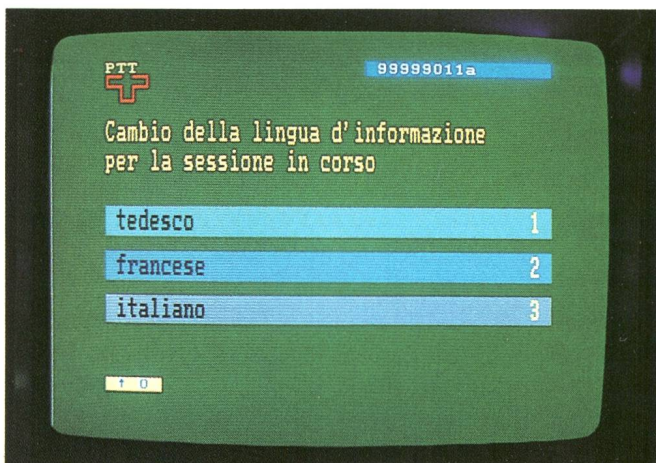 PTT
99999011a
Cambio della lingua d'informazione
per la sessione in corso
tedesco 1
francese 2
italiano 3
↑ 0